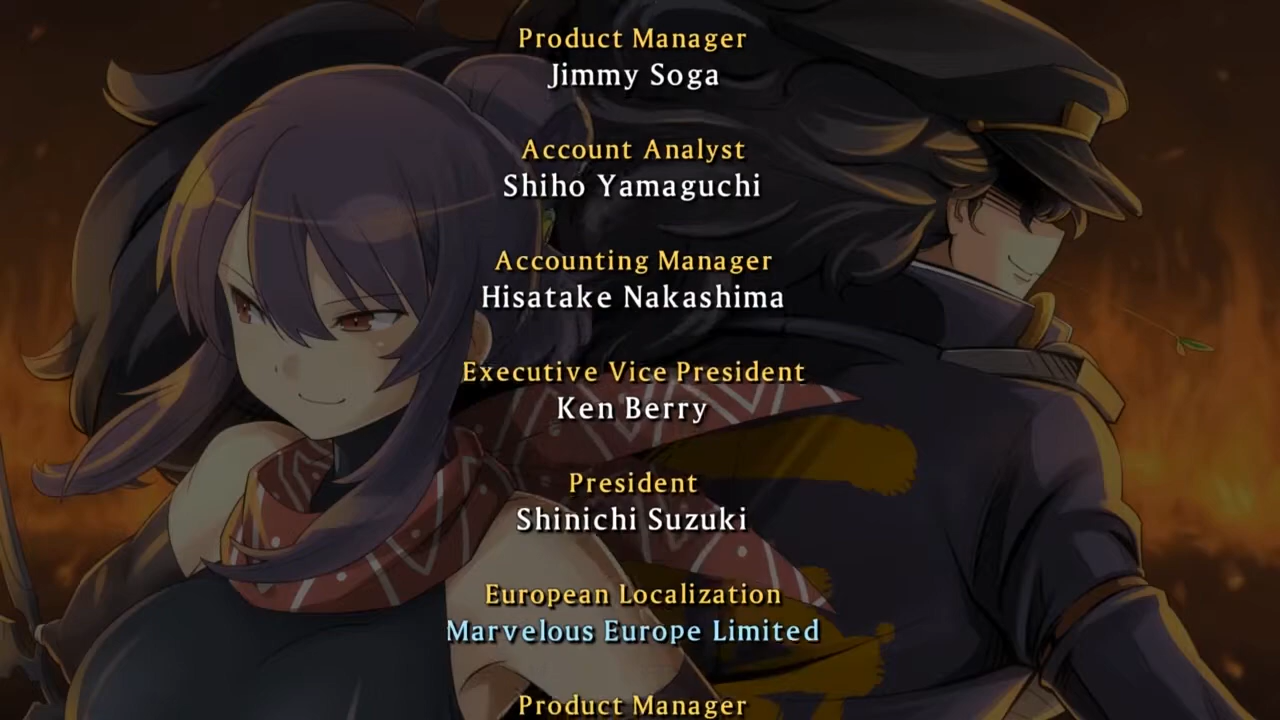 Product Manager
Jimmy Soga
Account Analyst
Shiho Yamaguchi
Accounting Manager
Hisatake Nakashima
Executive Vice President
Ken Berry
President
Shinichi Suzuki
European Localization
Marvelous Europe Limited
Product Manager